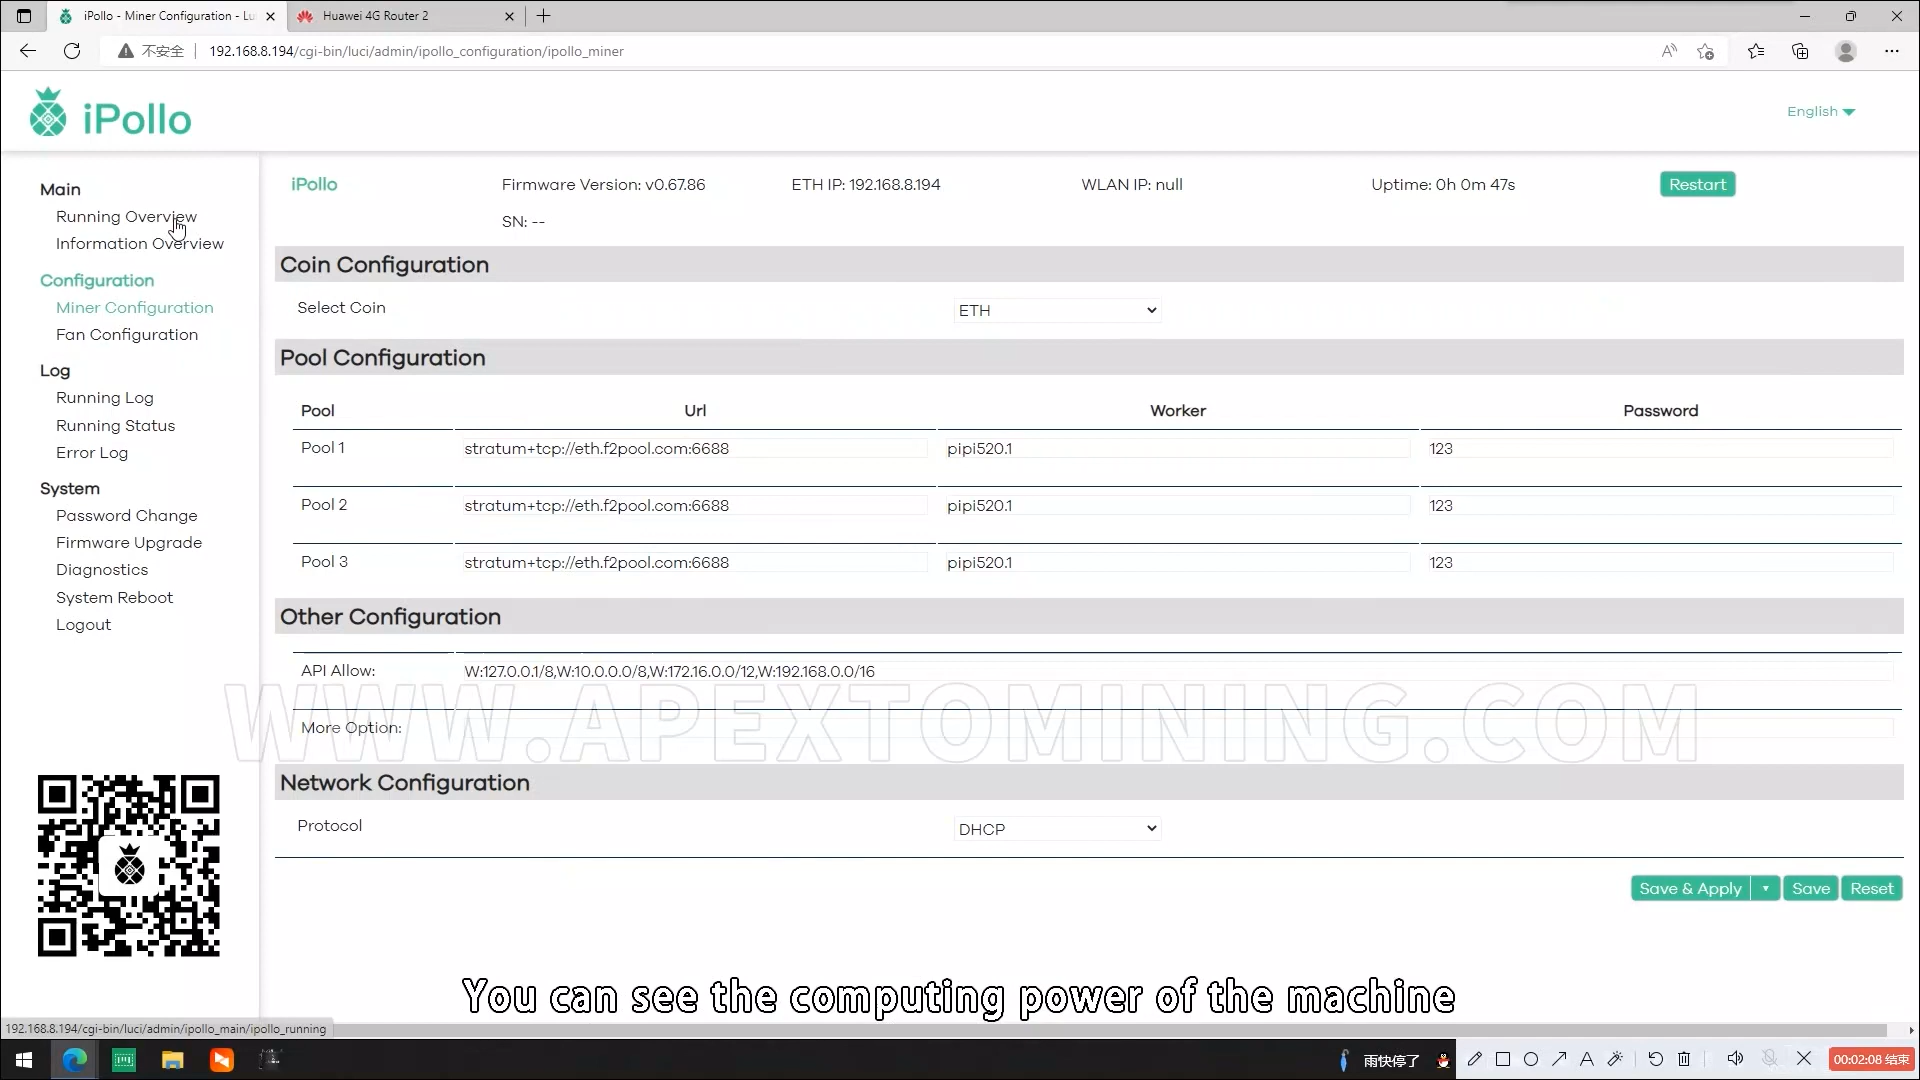 iPollo - Miner Configuration - Lu
Huawei 4G Router 2
不安全
192.168.8.194/cgi-bin/luci/admin/ipollo_configuration/ipollo_miner
iPollo
English
Main
Running Overview
Information Overview
Configuration
Miner Configuration
Fan Configuration
Log
Running Log
Running Status
Error Log
System
Password Change
Firmware Upgrade
Diagnostics
System Reboot
Logout
iPollo Firmware Version: v0.67.86 ETH IP: 192.168.8.194 WLAN IP: null Uptime: 0h 0m 47s Restart
SN: --
Coin Configuration
Select Coin ETH
Pool Configuration
Pool Url Worker Password
Pool 1 stratum+tcp://eth.f2pool.com:6688 pipi520.1 123
Pool 2 stratum+tcp://eth.f2pool.com:6688 pipi520.1 123
Pool 3 stratum+tcp://eth.f2pool.com:6688 pipi520.1 123
Other Configuration
API Allow: W:127.0.0.1/8,W:10.0.0.0/8,W:172.16.0.0/12,W:192.168.0.0/16
More Option:
WWW.APEXTOMINING.COM
Network Configuration
Protocol DHCP
Save & Apply Save Reset
You can see the computing power of the machine
192.168.8.194/cgi-bin/luci/admin/ipollo_main/ipollo_running
雨快停了
00:02:08 结束